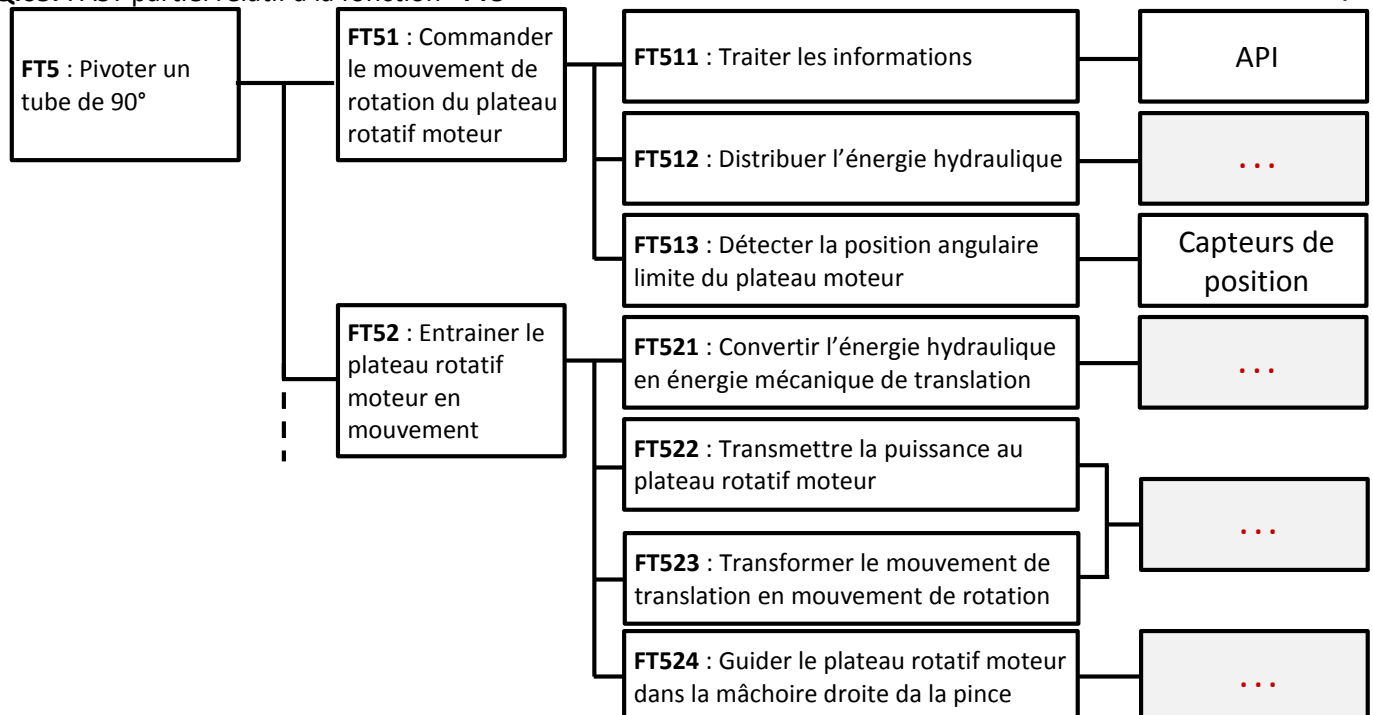 FT5 : Pivoter un
tube de 90°
FT51 : Commander
le mouvement de
rotation du plateau
rotatif moteur
FT511 : Traiter les informations
API
FT512 : Distribuer l’énergie hydraulique
...
FT513 : Détecter la position angulaire
limite du plateau moteur
Capteurs de
position
FT52 : Entrainer le
plateau rotatif
moteur en
mouvement
FT521 : Convertir l’énergie hydraulique
en énergie mécanique de translation
...
FT522 : Transmettre la puissance au
plateau rotatif moteur
FT523 : Transformer le mouvement de
translation en mouvement de rotation
...
FT524 : Guider le plateau rotatif moteur
dans la mâchoire droite da la pince
...